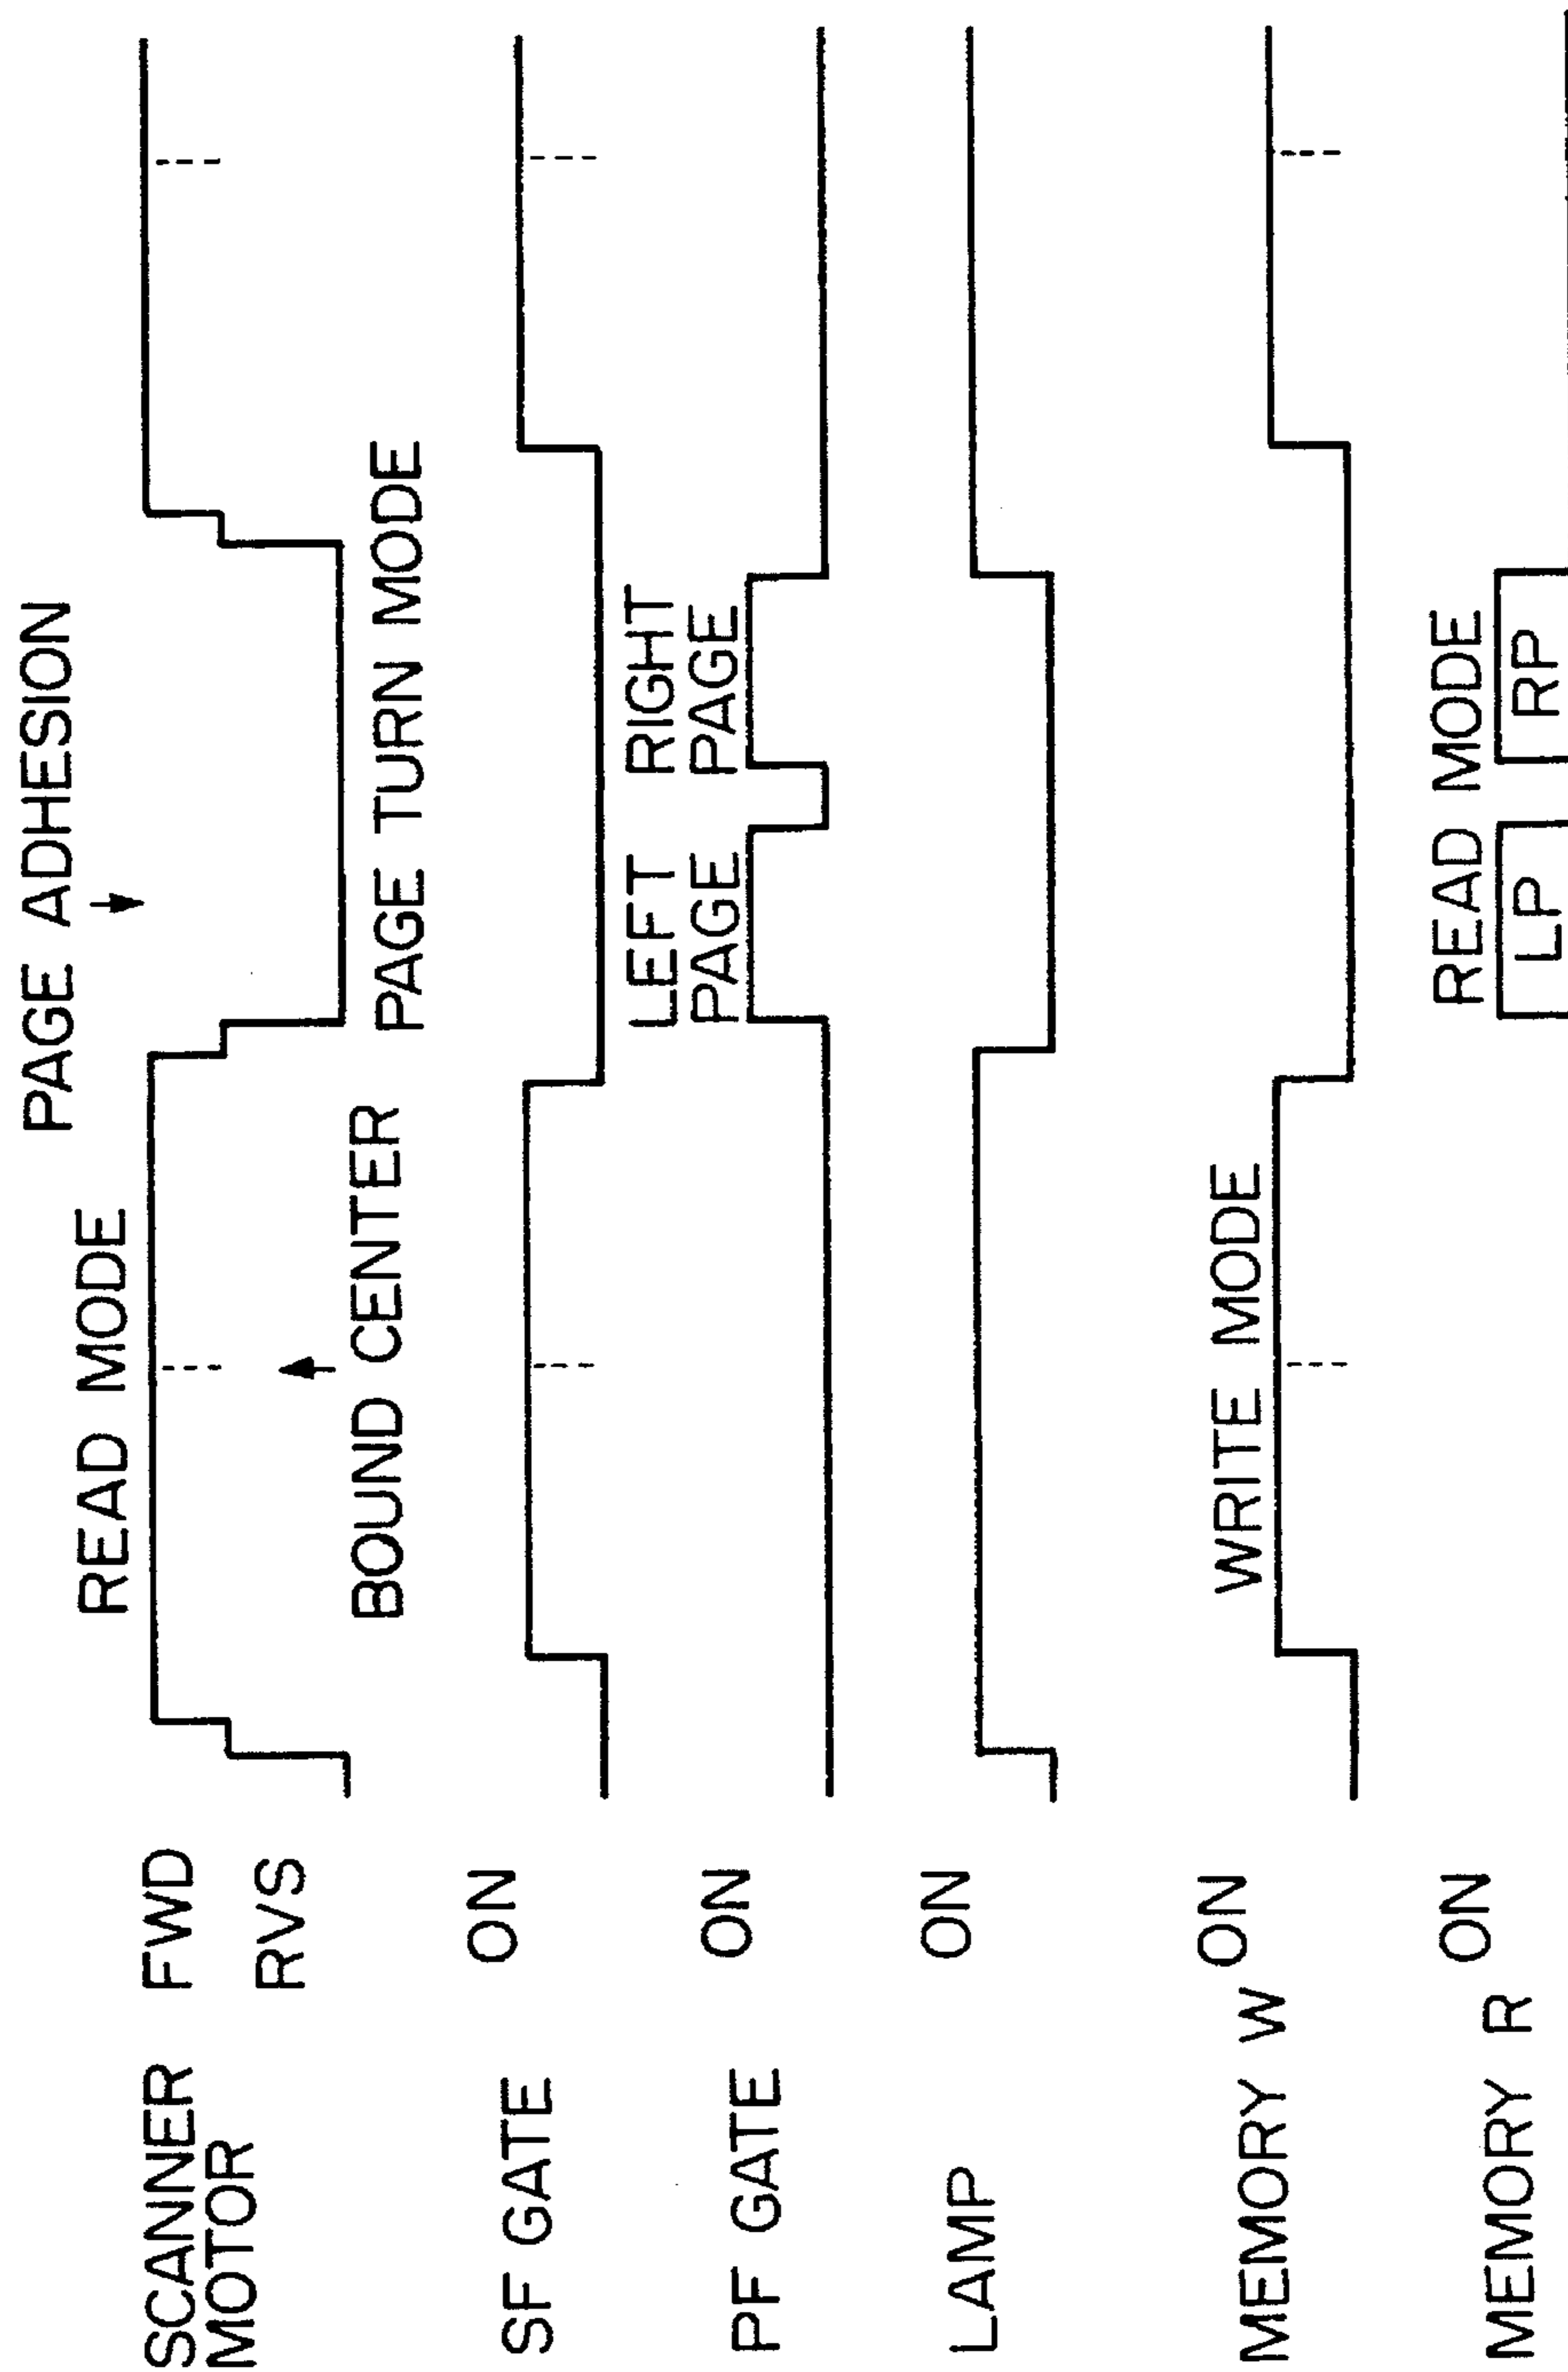 PAGE ADHESION
READ MODE
SCANNER FWD
MOTOR RVS
BOUND CENTER PAGE TURN MODE
SF GATE ON
LEFT RIGHT
PAGE PAGE
PF GATE ON
LAMP ON
WRITE MODE
MEMORY W ON
READ MODE
MEMORY R ON
LP RP